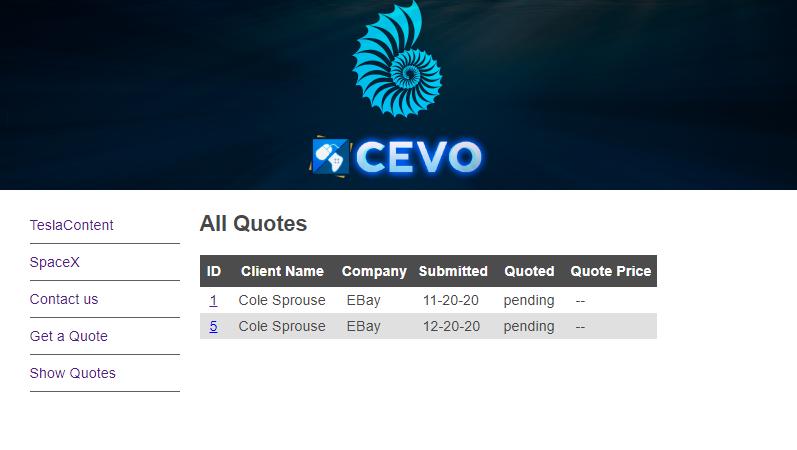 CEVO
TeslaContent
SpaceX
Contact us
Get a Quote
Show Quotes
All Quotes
ID Client Name Company Submitted Quoted Quote Price
1 Cole Sprouse EBay 11-20-20 pending --
5 Cole Sprouse EBay 12-20-20 pending --